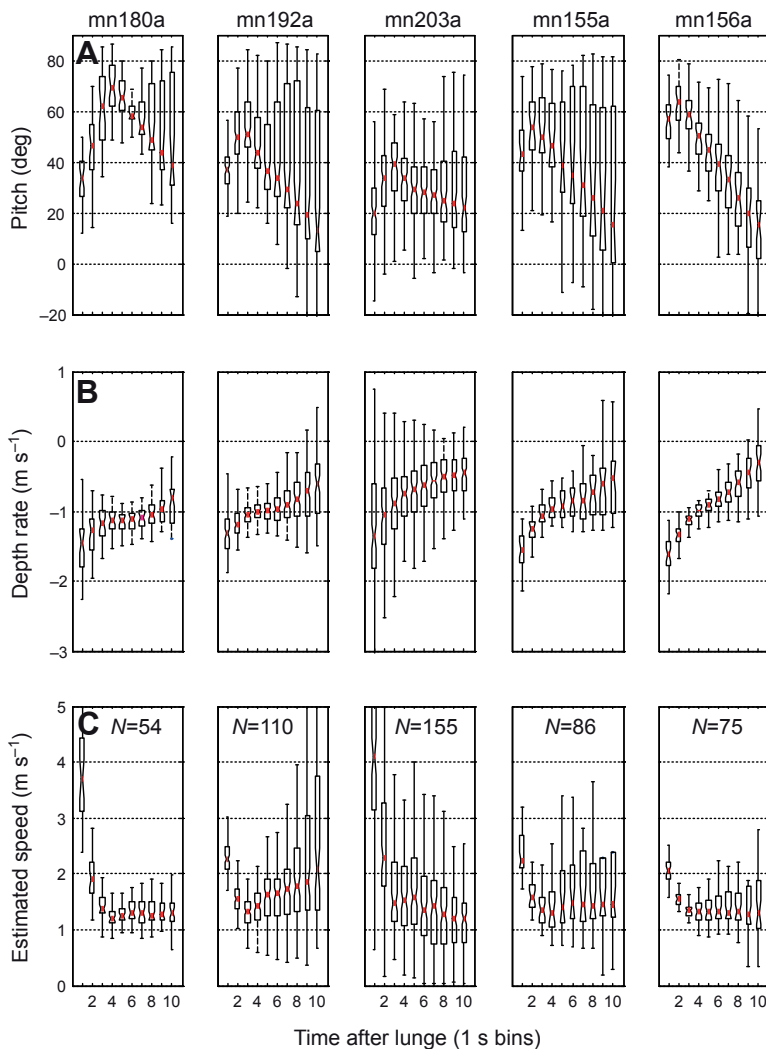 mn180a mn192a mn203a mn155a mn156a
A
80
60
40
20
0
–20
Pitch (deg)
B
1
0
–1
–2
–3
Depth rate (m s⁻¹)
C
N=54 N=110 N=155 N=86 N=75
5
4
3
2
1
0
Estimated speed (m s⁻¹)
2 4 6 8 10 2 4 6 8 10 2 4 6 8 10 2 4 6 8 10 2 4 6 8 10
Time after lunge (1 s bins)